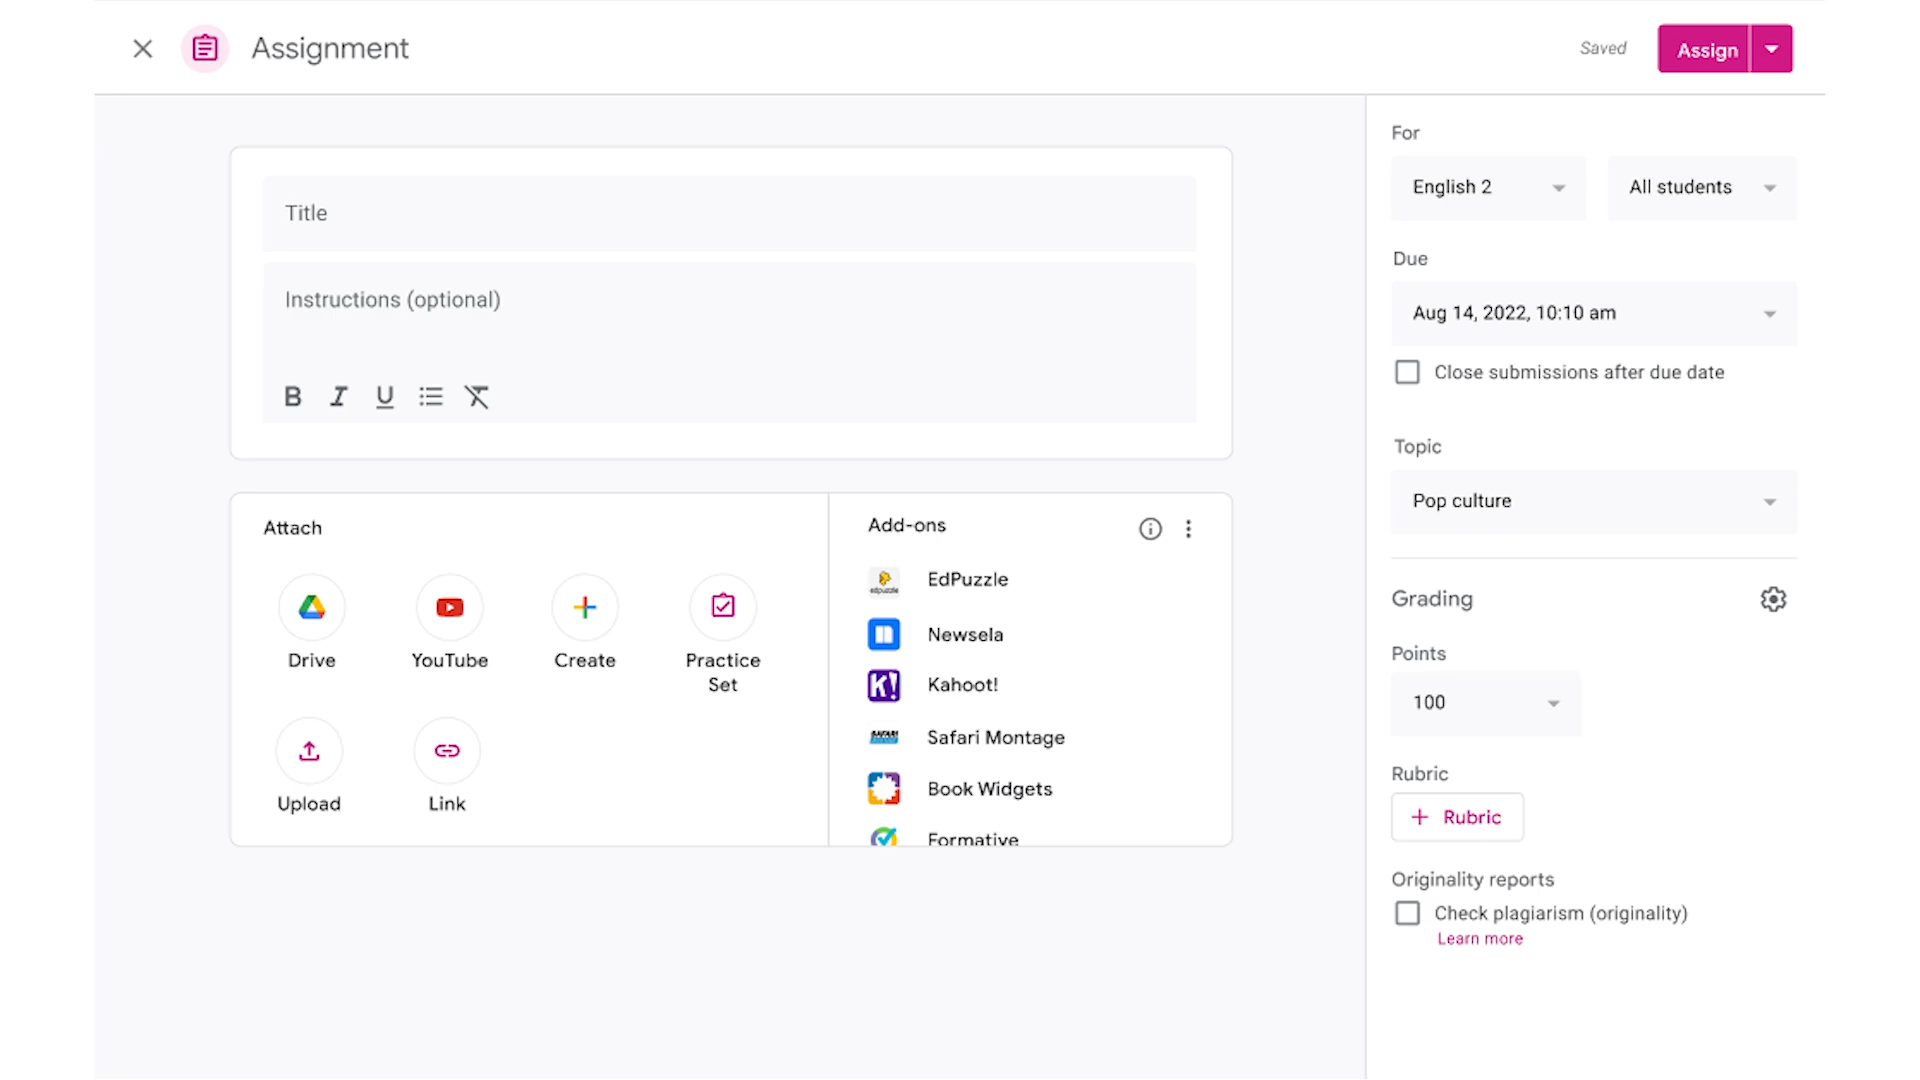 Assignment
Saved
Assign
Title
Instructions (optional)
B I U
Attach
Drive
YouTube
Create
Practice
Set
Upload
Link
Add-ons
edpuzzle
EdPuzzle
Newsela
K!
Kahoot!
SAFARI
Safari Montage
Book Widgets
Formative
For
English 2
All students
Due
Aug 14, 2022, 10:10 am
Close submissions after due date
Topic
Pop culture
Grading
Points
100
Rubric
+ Rubric
Originality reports
Check plagiarism (originality)
Learn more